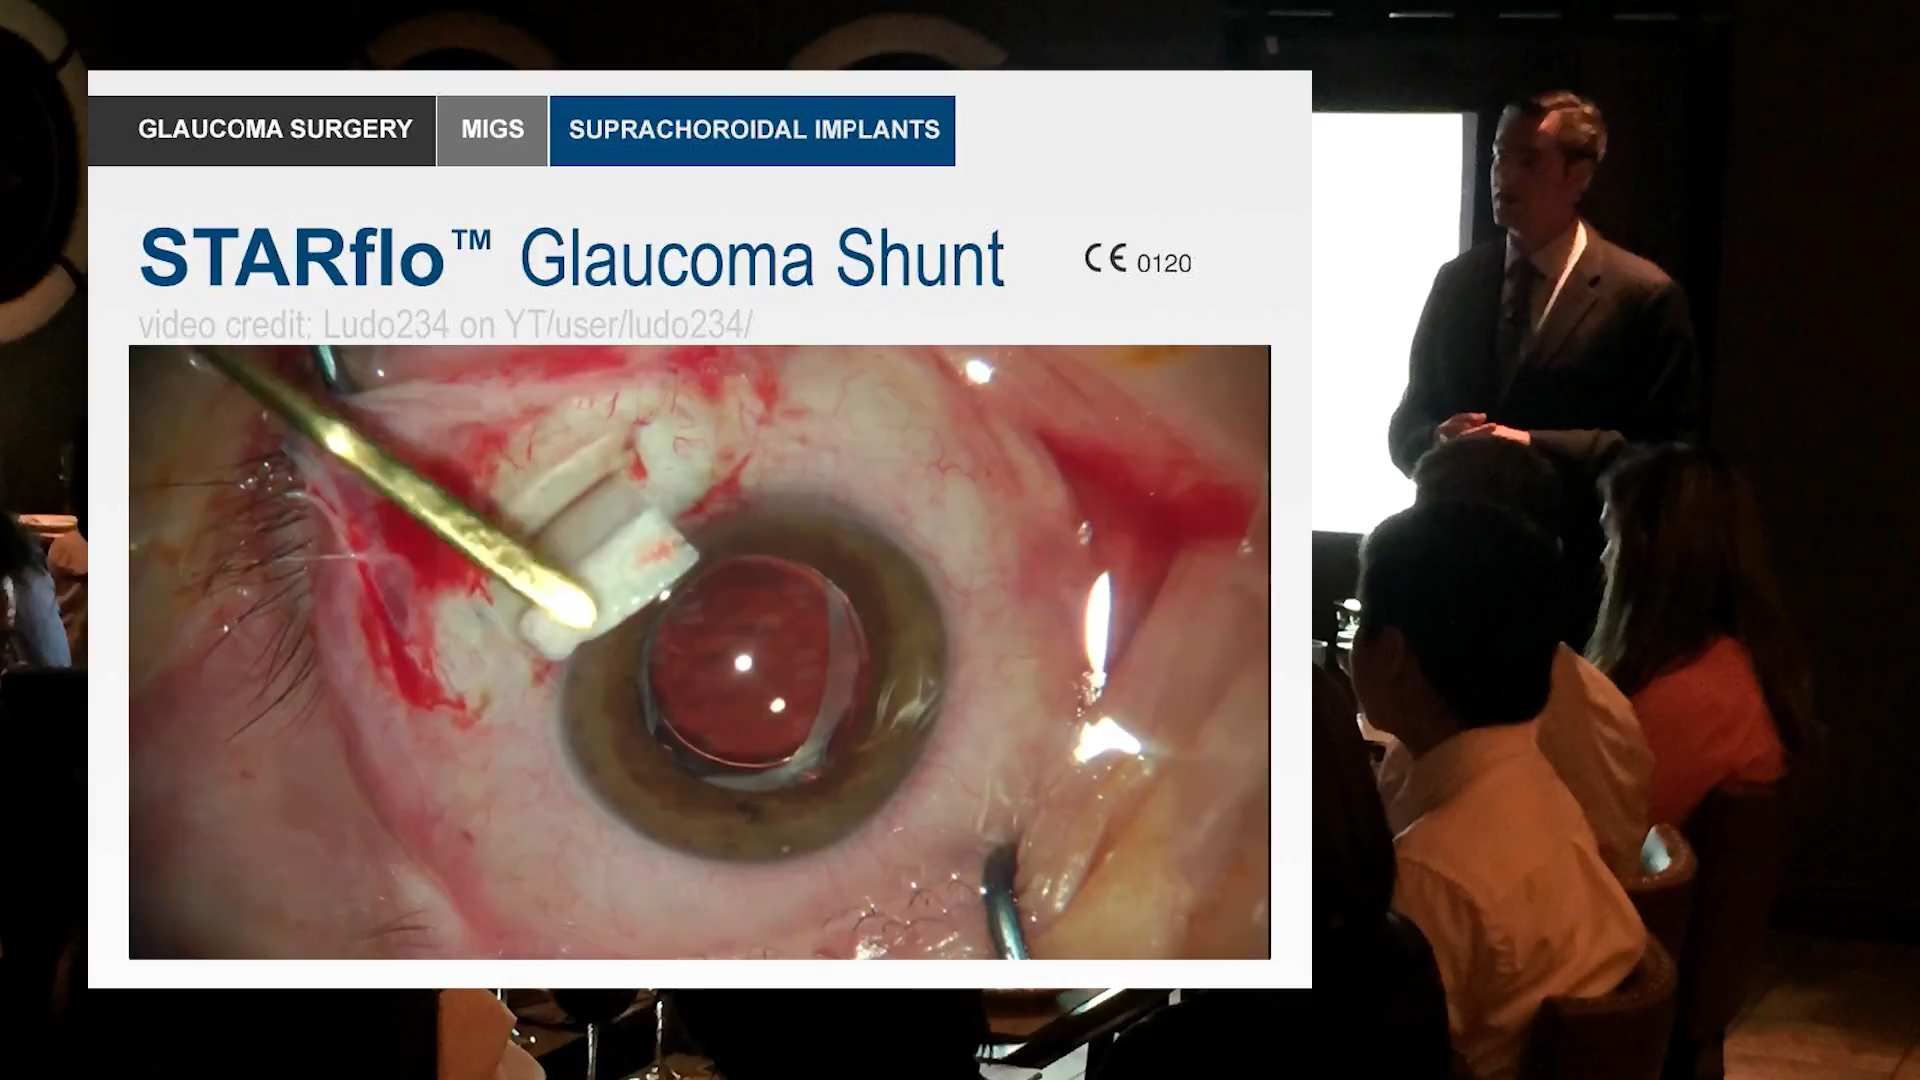 GLAUCOMA SURGERY MIGS SUPRACHOROIDAL IMPLANTS
STARflo™ Glaucoma Shunt CE 0120
video credit: Ludo234 on YT/user/ludo234/